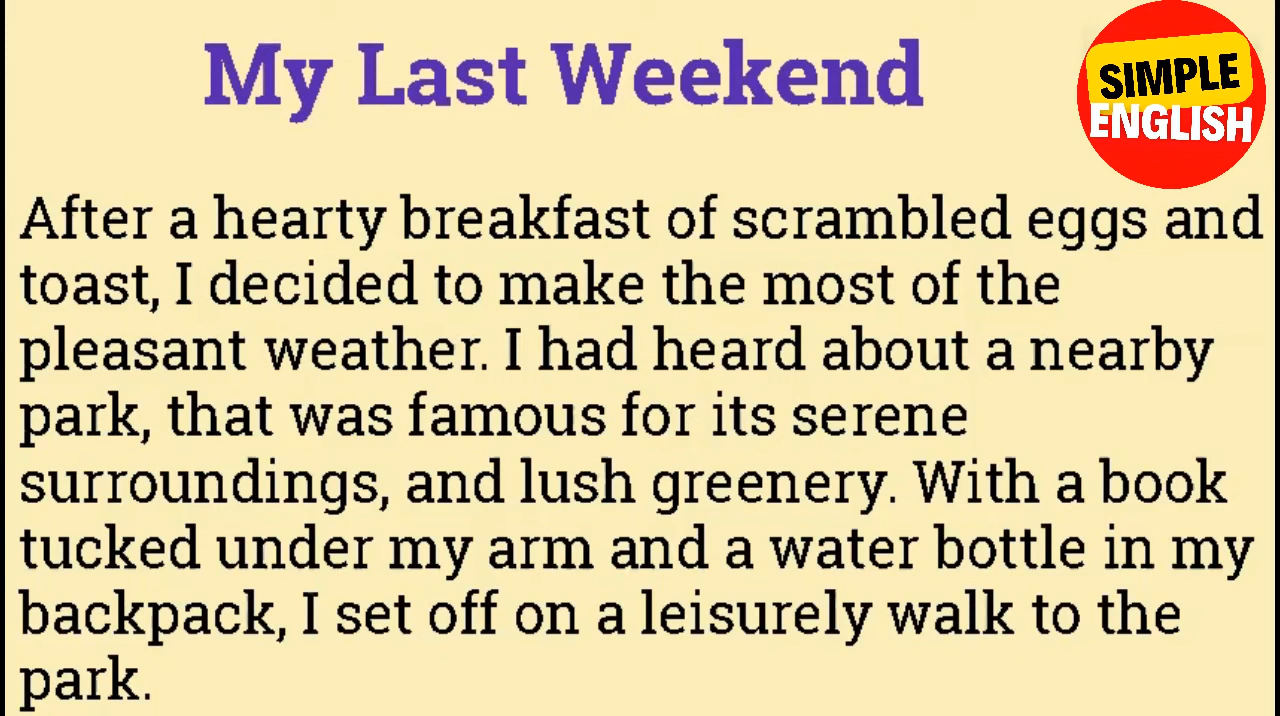 My Last Weekend
SIMPLE
ENGLISH
After a hearty breakfast of scrambled eggs and
toast, I decided to make the most of the
pleasant weather. I had heard about a nearby
park, that was famous for its serene
surroundings, and lush greenery. With a book
tucked under my arm and a water bottle in my
backpack, I set off on a leisurely walk to the
park.